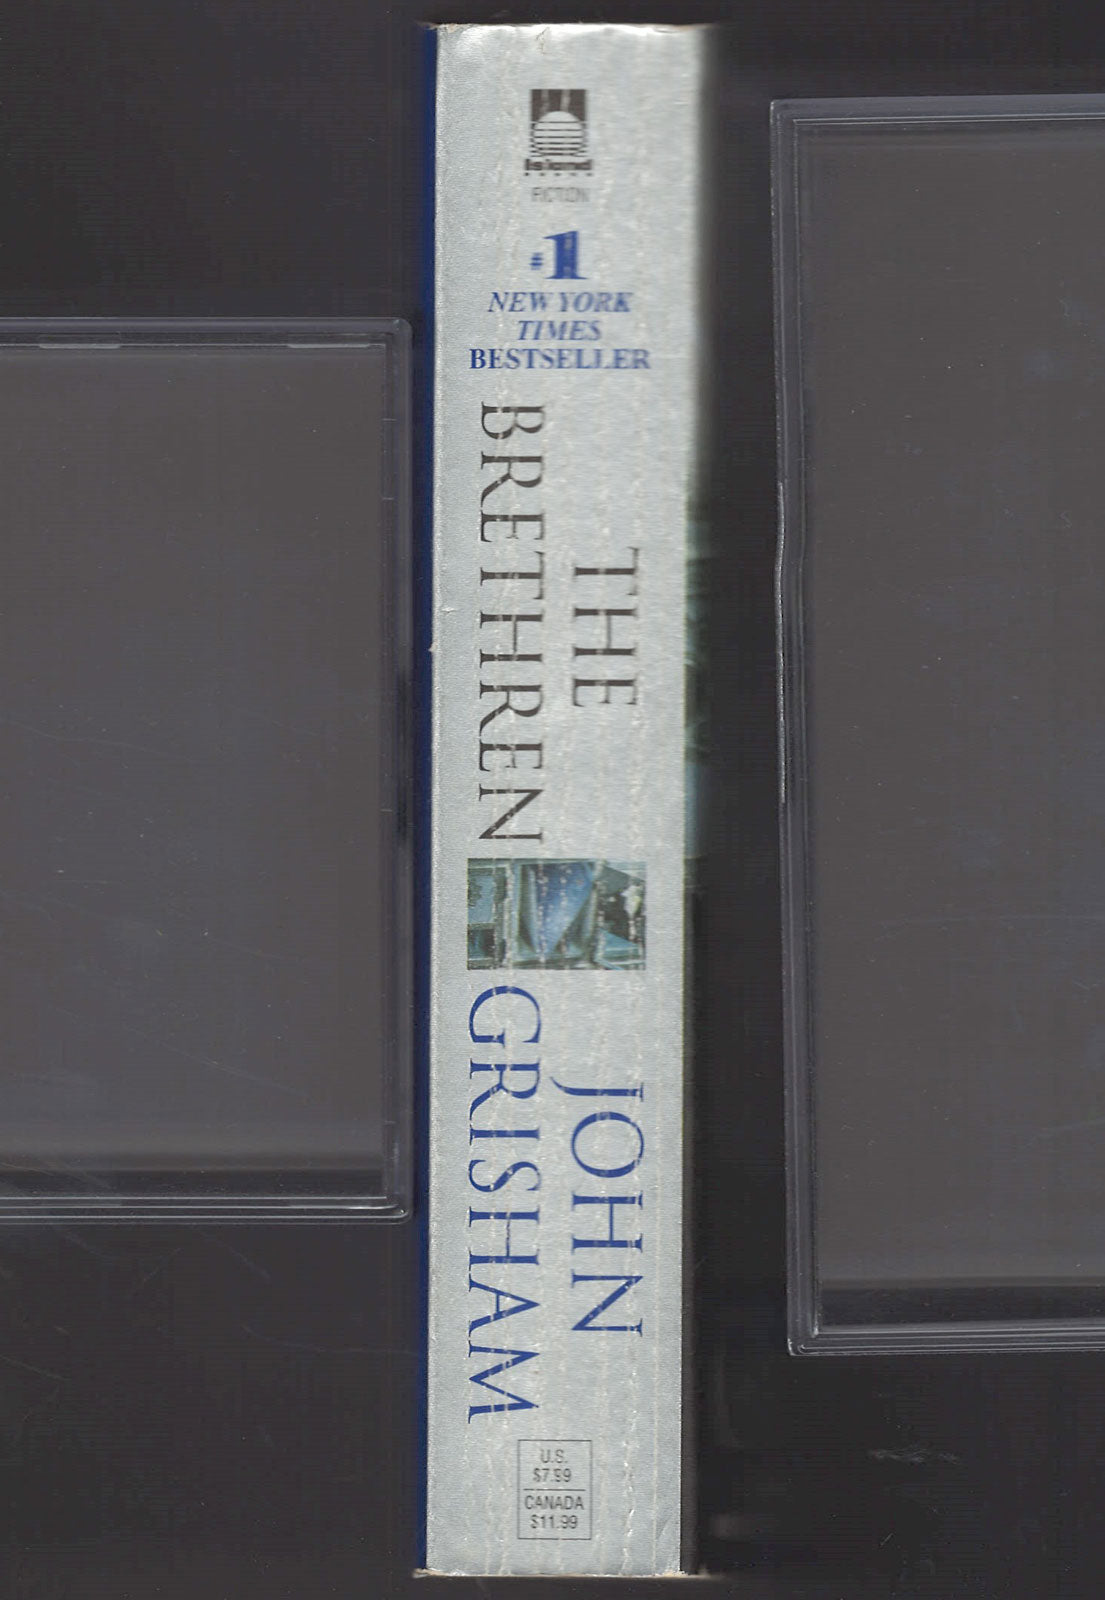 Island
FICTION
#1
NEW YORK
TIMES
BESTSELLER
THE
BRETHREN
JOHN
GRISHAM
U.S.
$7.99
CANADA
$11.99